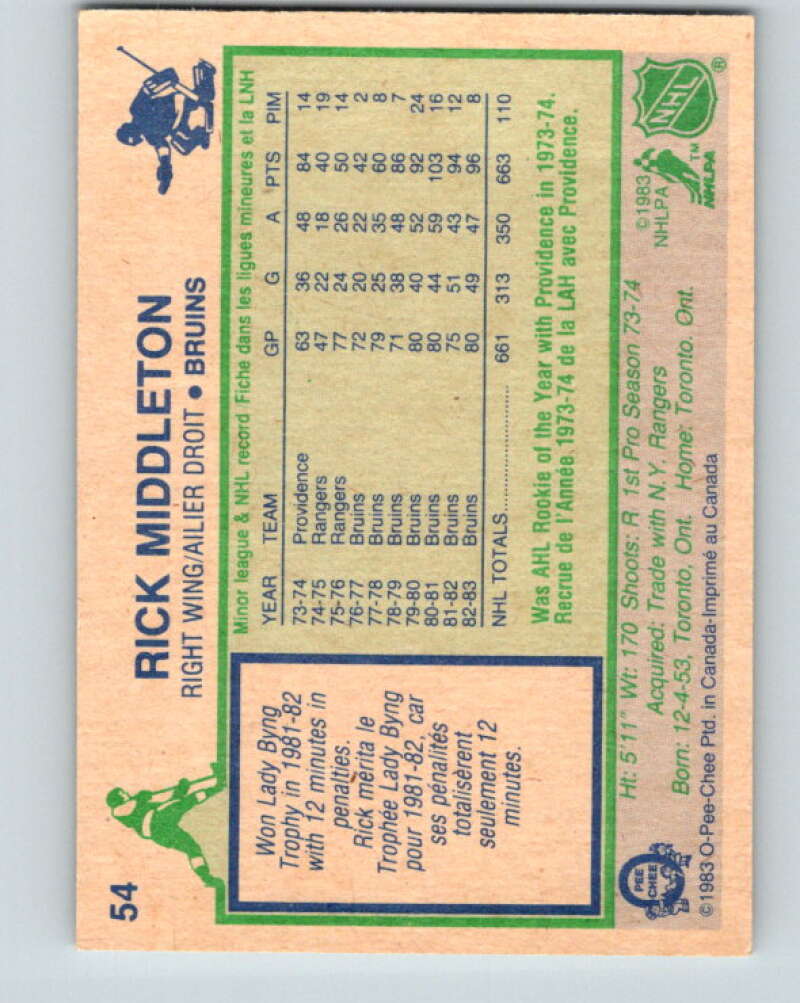 54
RICK MIDDLETON
RIGHT WING/AILIER DROIT • BRUINS
Won Lady Byng
Trophy in 1981-82
with 12 minutes in
penalties.
Rick mérita le
Trophée Lady Byng
pour 1981-82, car
ses pénalités
totalisèrent
seulement 12
minutes.
Minor league & NHL record Fiche dans les ligues mineures et la LNH
YEAR TEAM GP G A PTS PIM
73-74 Providence 63 36 48 84 14
74-75 Rangers 47 22 18 40 19
75-76 Rangers 77 24 26 50 14
76-77 Bruins 72 20 22 42 2
77-78 Bruins 79 25 35 60 8
78-79 Bruins 71 38 48 86 7
79-80 Bruins 80 40 52 92 24
80-81 Bruins 80 44 59 103 16
81-82 Bruins 75 51 43 94 12
82-83 Bruins 80 49 47 96 8
NHL TOTALS 661 313 350 663 110
Was AHL Rookie of the Year with Providence in 1973-74.
Recrue de l'Année 1973-74 de la LAH avec Providence.
Ht: 5'11" Wt: 170 Shoots: R 1st Pro Season 73-74
Acquired: Trade with N.Y. Rangers
Born: 12-4-53, Toronto, Ont. Home: Toronto, Ont.
©1983 O-Pee-Chee Ptd. in Canada-Imprimé au Canada
PEE
CHEE
©1983
NHLPA
NHLPA
TM
NHL
®